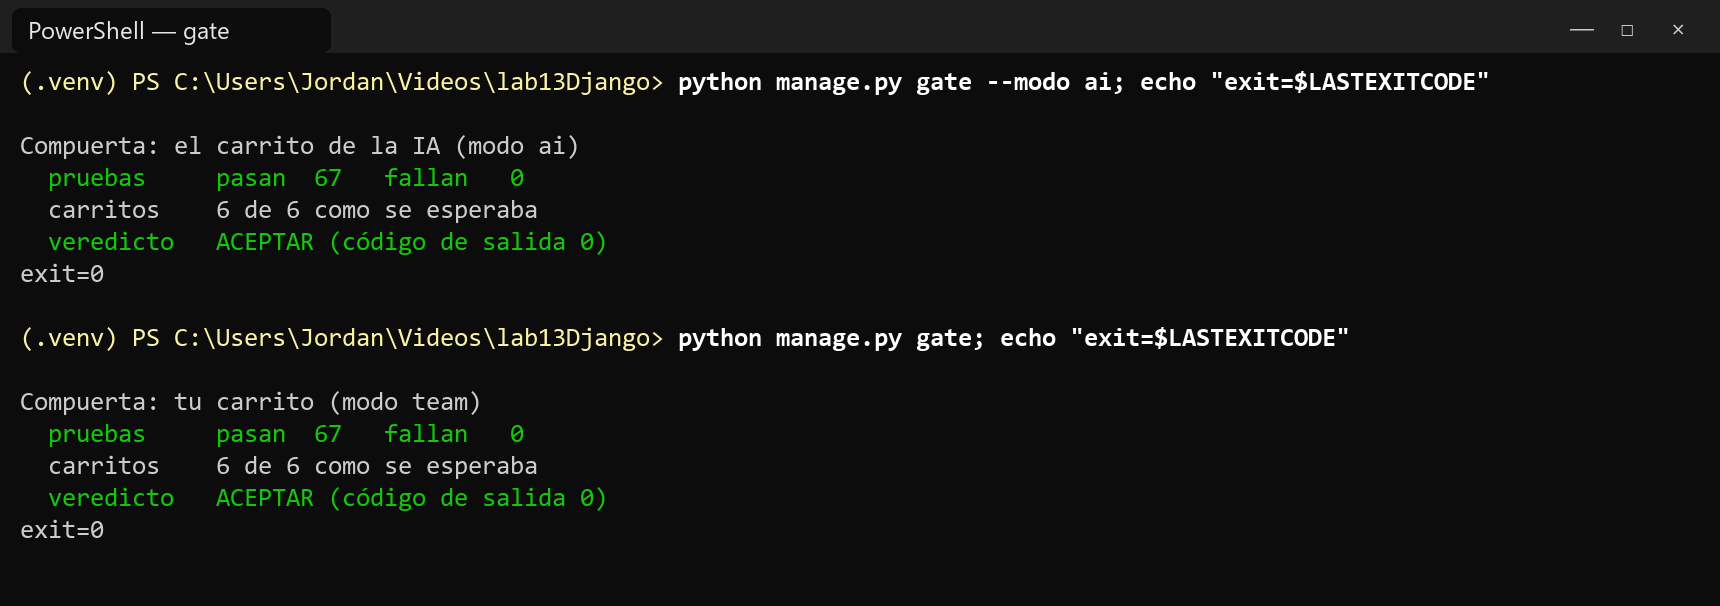 PowerShell — gate
(.venv) PS C:\Users\Jordan\Videos\lab13Django> python manage.py gate --modo ai; echo "exit=$LASTEXITCODE"
Compuerta: el carrito de la IA (modo ai)
pruebas pasan 67 fallan 0
carritos 6 de 6 como se esperaba
veredicto ACEPTAR (código de salida 0)
exit=0
(.venv) PS C:\Users\Jordan\Videos\lab13Django> python manage.py gate; echo "exit=$LASTEXITCODE"
Compuerta: tu carrito (modo team)
pruebas pasan 67 fallan 0
carritos 6 de 6 como se esperaba
veredicto ACEPTAR (código de salida 0)
exit=0